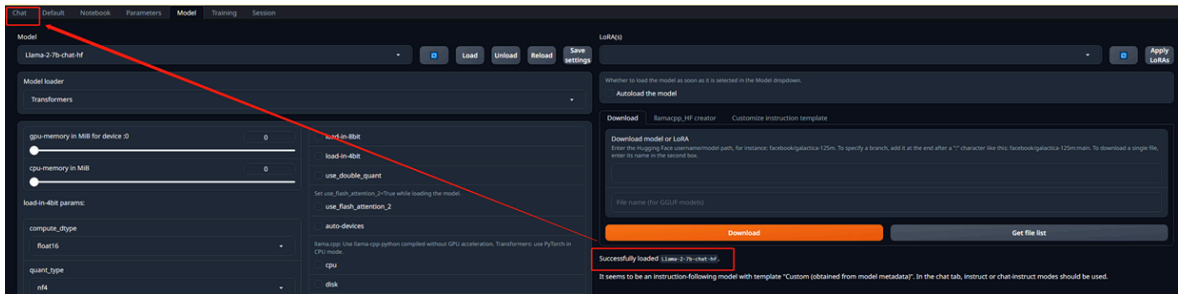 Chat Default Notebook Parameters Model Training Session
Model
Llama-2-7b-chat-hf
Load Unload Reload Save settings
Model loader
Transformers
gpu-memory in MiB for device :0 0
cpu-memory in MiB 0
load-in-4bit params:
compute_dtype
float16
quant_type
nf4
load-in-8bit
load-in-4bit
use_double_quant
Set use_flash_attention_2=True while loading the model.
use_flash_attention_2
auto-devices
llama.cpp: Use llama-cpp-python compiled without GPU acceleration. Transformers: use PyTorch in
CPU mode.
cpu
disk
LoRA(s)
Apply
LoRAs
Whether to load the model as soon as it is selected in the Model dropdown.
Autoload the model
Download llamacpp_HF creator Customize instruction template
Download model or LoRA
Enter the Hugging Face username/model path, for instance: facebook/galactica-125m. To specify a branch, add it at the end after a ":" character like this: facebook/galactica-125m:main. To download a single file,
enter its name in the second box.
File name (for GGUF models)
Download Get file list
Successfully loaded Llama-2-7b-chat-hf.
It seems to be an instruction-following model with template "Custom (obtained from model metadata)". In the chat tab, instruct or chat-instruct modes should be used.